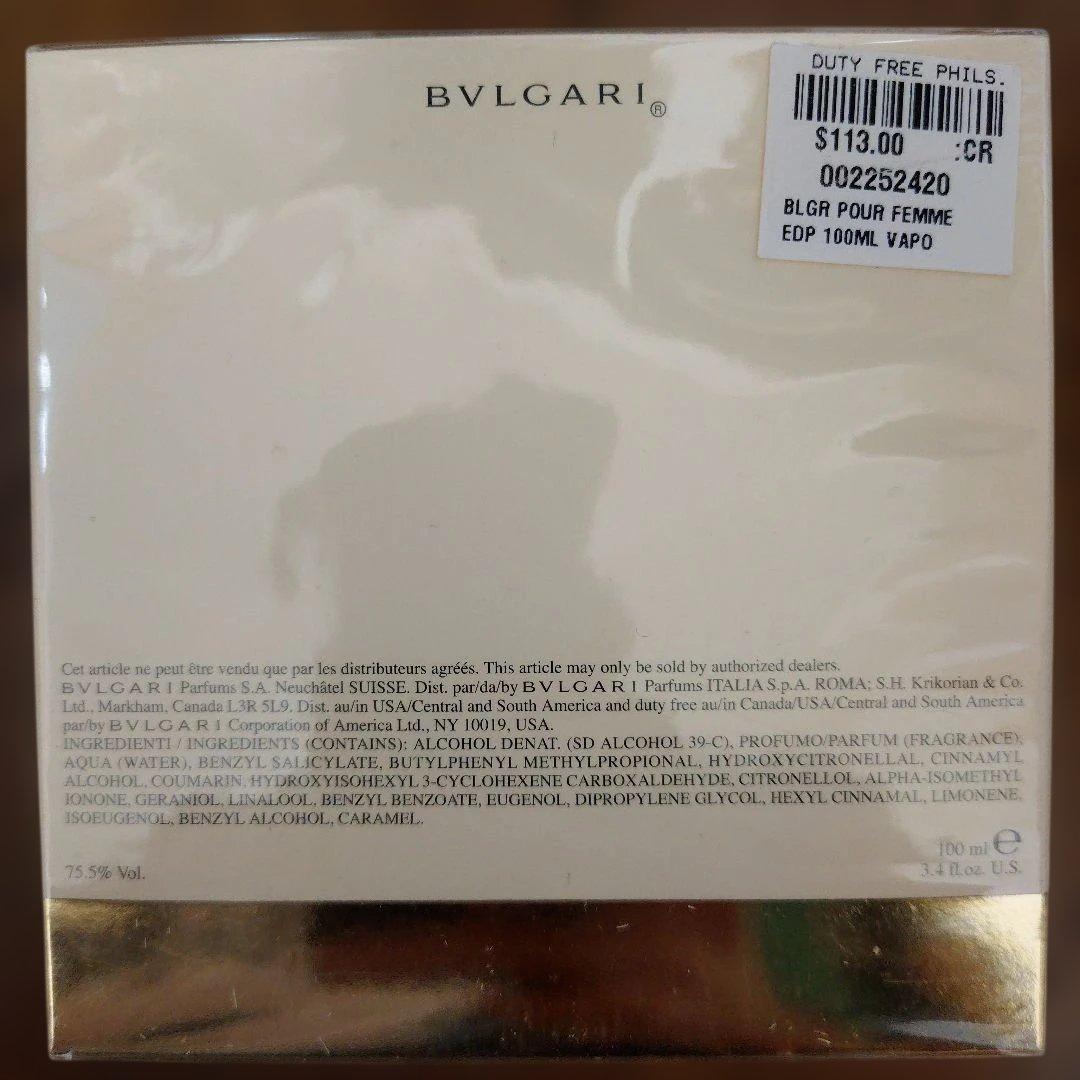 BVLGARI®
DUTY FREE PHILS.
$113.00 :CR
002252420
BLGR POUR FEMME
EDP 100ML VAPO
Cet article ne peut être vendu que par les distributeurs agréés. This article may only be sold by authorized dealers.
BVLGARI Parfums S.A. Neuchâtel SUISSE. Dist. par/da/by BVLGARI Parfums ITALIA S.p.A. ROMA; S.H. Krikorian & Co.
Ltd., Markham, Canada L3R 5L9. Dist. au/in USA/Central and South America and duty free au/in Canada/USA/Central and South America
par/by BVLGARI Corporation of America Ltd., NY 10019, USA.
INGREDIENTI / INGREDIENTS (CONTAINS): ALCOHOL DENAT. (SD ALCOHOL 39-C), PROFUMO/PARFUM (FRAGRANCE),
AQUA (WATER), BENZYL SALICYLATE, BUTYLPHENYL METHYLPROPIONAL, HYDROXYCITRONELLAL, CINNAMYL
ALCOHOL, COUMARIN, HYDROXYISOHEXYL 3-CYCLOHEXENE CARBOXALDEHYDE, CITRONELLOL, ALPHA-ISOMETHYL
IONONE, GERANIOL, LINALOOL, BENZYL BENZOATE, EUGENOL, DIPROPYLENE GLYCOL, HEXYL CINNAMAL, LIMONENE,
ISOEUGENOL, BENZYL ALCOHOL, CARAMEL.
100 ml e
75.5% Vol. 3.4 fl.oz. U.S.